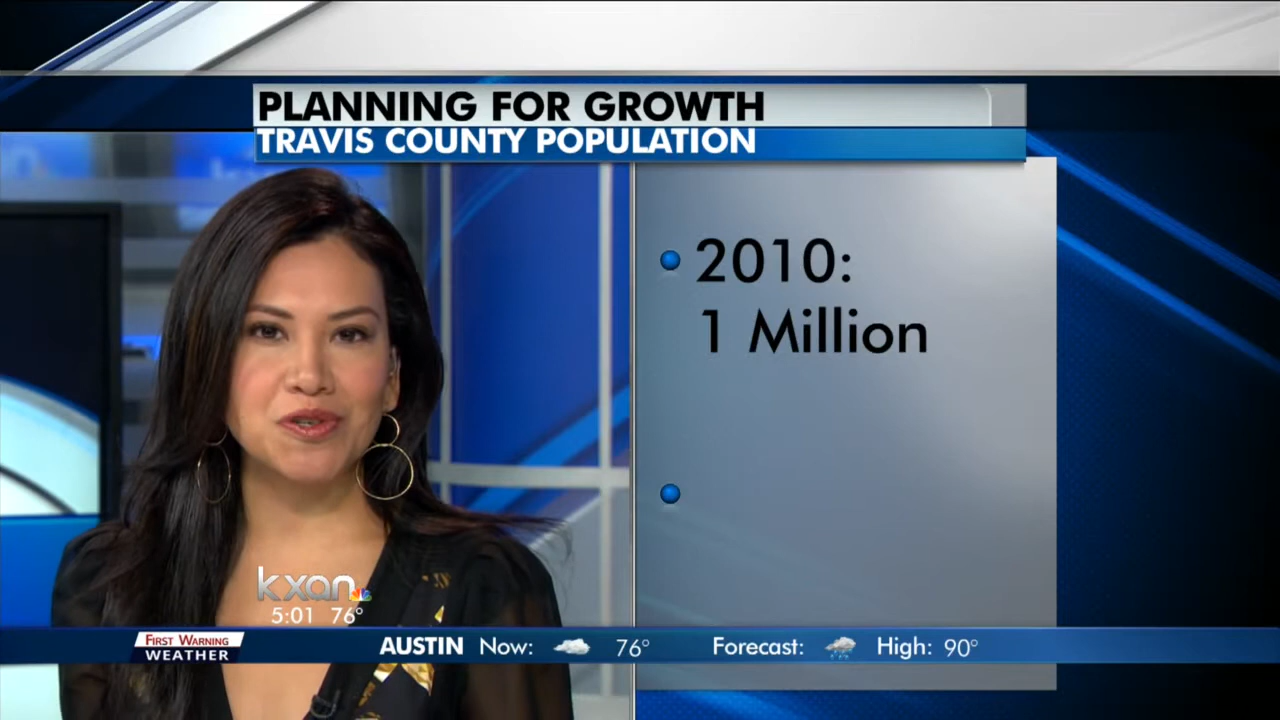 PLANNING FOR GROWTH
TRAVIS COUNTY POPULATION
2010:
1 Million
kxan
5:01 76°
FIRST WARNING
WEATHER
AUSTIN Now: 76° Forecast: High: 90°